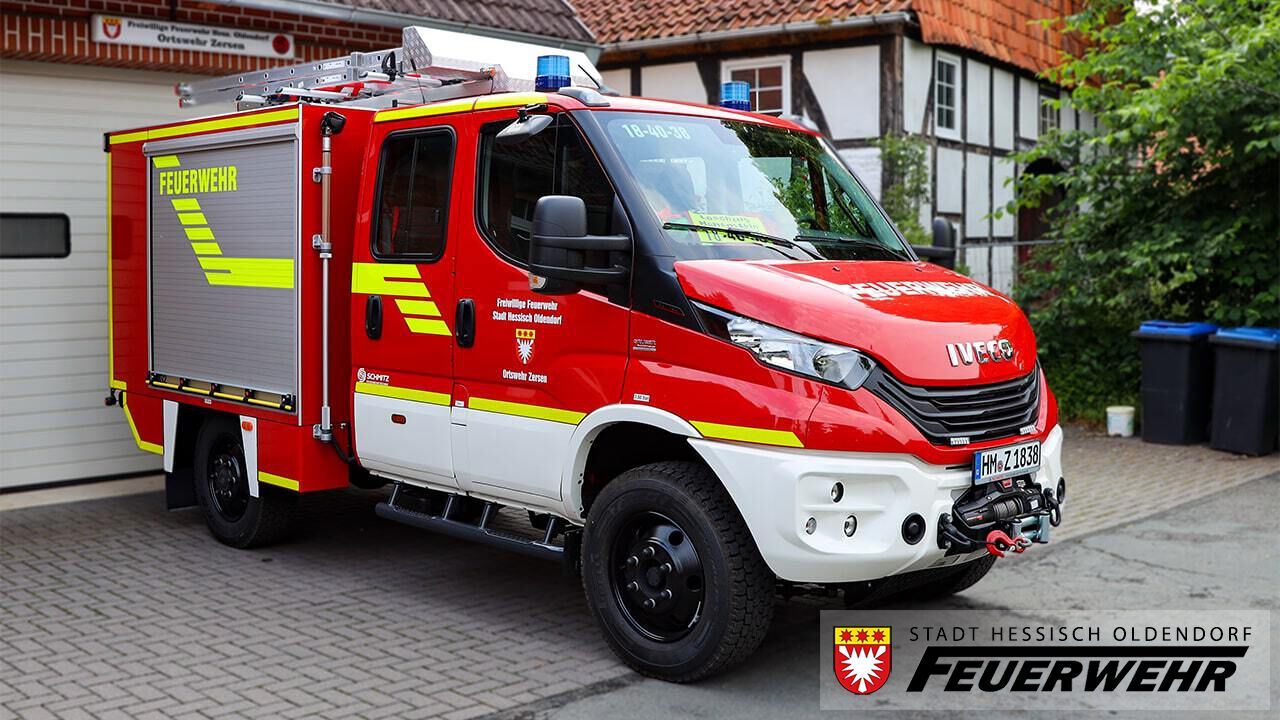 Freiwillige Feuerwehr Hess. Oldendorf
Ortswehr Zersen
18-40-38
FEUERWEHR
Freiwillige Feuerwehr
Stadt Hessisch Oldendorf
Ortswehr Zersen
SCHMITZ
FEUERWEHR
IVECO
HM Z 1838
STADT HESSISCH OLDENDORF
FEUERWEHR